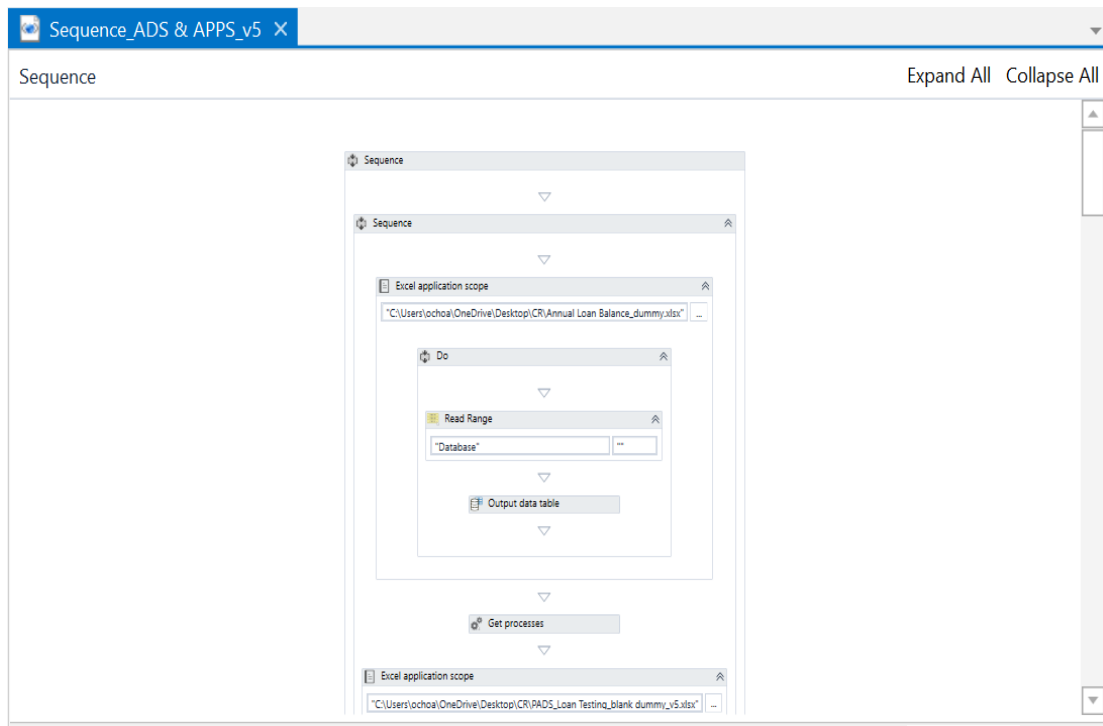 Sequence_ADS & APPS_v5
Sequence
Expand All Collapse All
Sequence
Sequence
Excel application scope
"C:\Users\ochoa\OneDrive\Desktop\CR\Annual Loan Balance_dummy.xlsx" ...
Do
Read Range
"Database" ""
Output data table
Get processes
Excel application scope
"C:\Users\ochoa\OneDrive\Desktop\CR\PADS_Loan Testing_blank dummy_v5.xlsx" ...